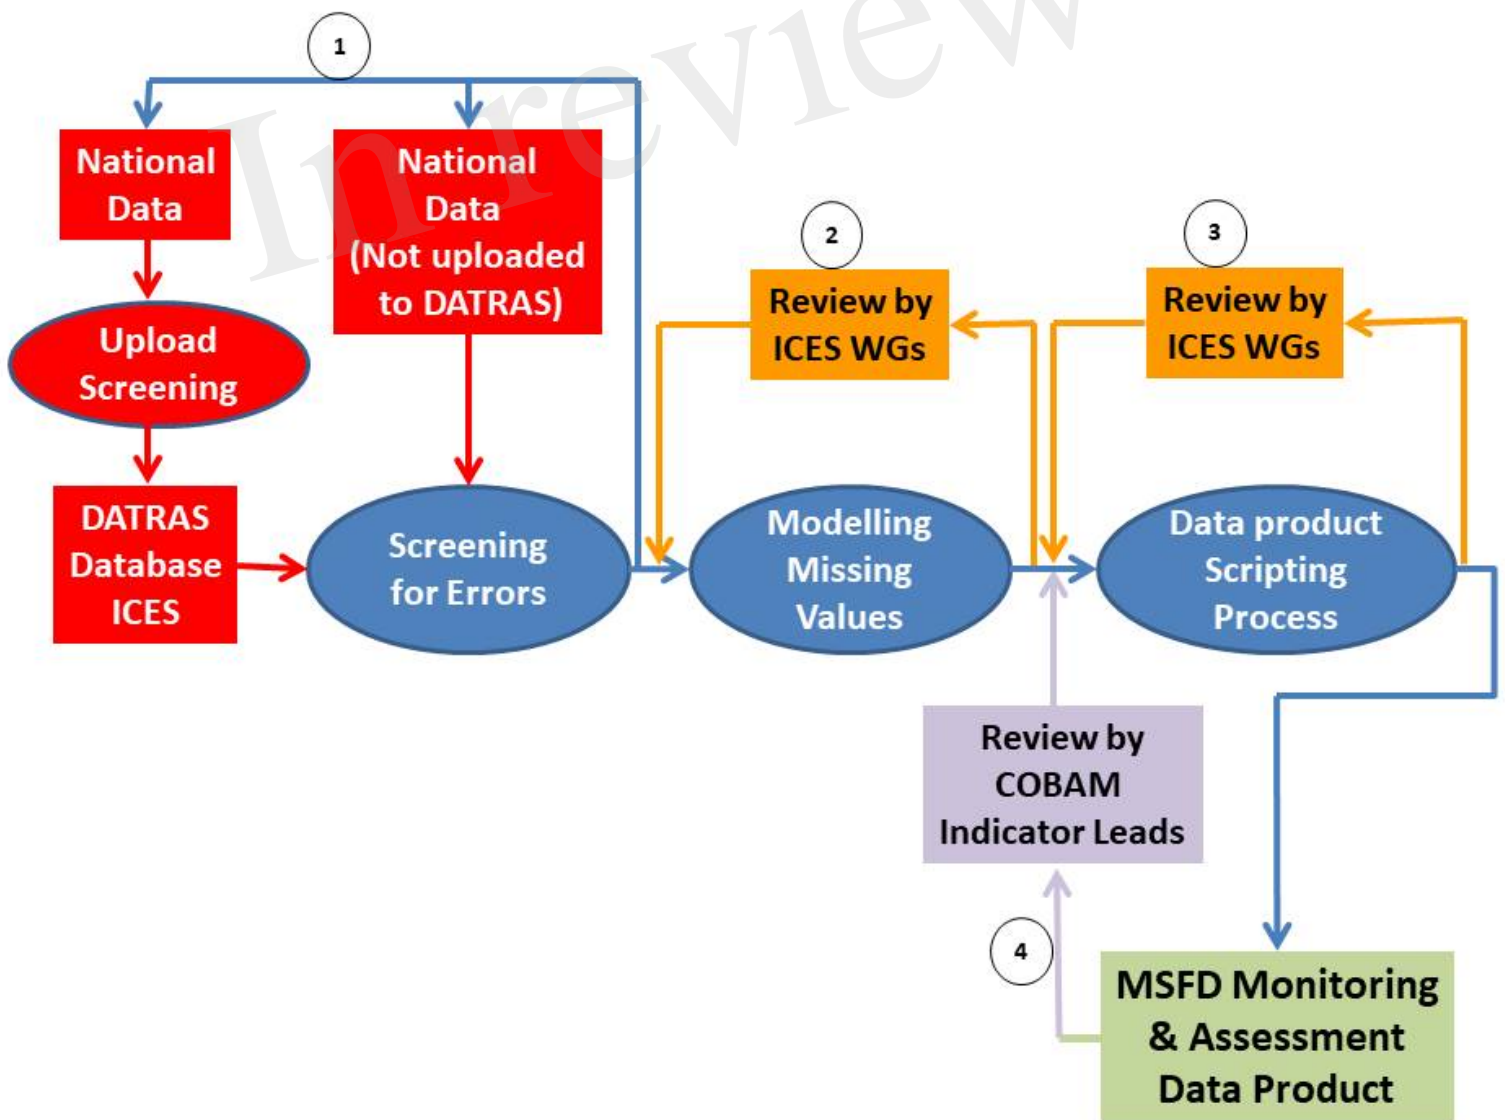 1
In review
National
Data
National
Data
(Not uploaded
to DATRAS)
2
3
Review by
ICES WGs
Review by
ICES WGs
Upload
Screening
DATRAS
Database
ICES
Screening
for Errors
Modelling
Missing
Values
Data product
Scripting
Process
Review by
COBAM
Indicator Leads
4
MSFD Monitoring
& Assessment
Data Product